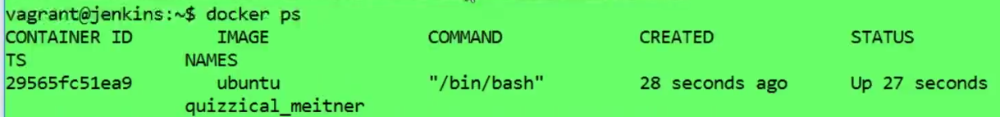 vagrant@jenkins:~$ docker ps
CONTAINER ID IMAGE COMMAND CREATED STATUS
TS NAMES
29565fc51ea9 ubuntu "/bin/bash" 28 seconds ago Up 27 seconds
quizzical_meitner